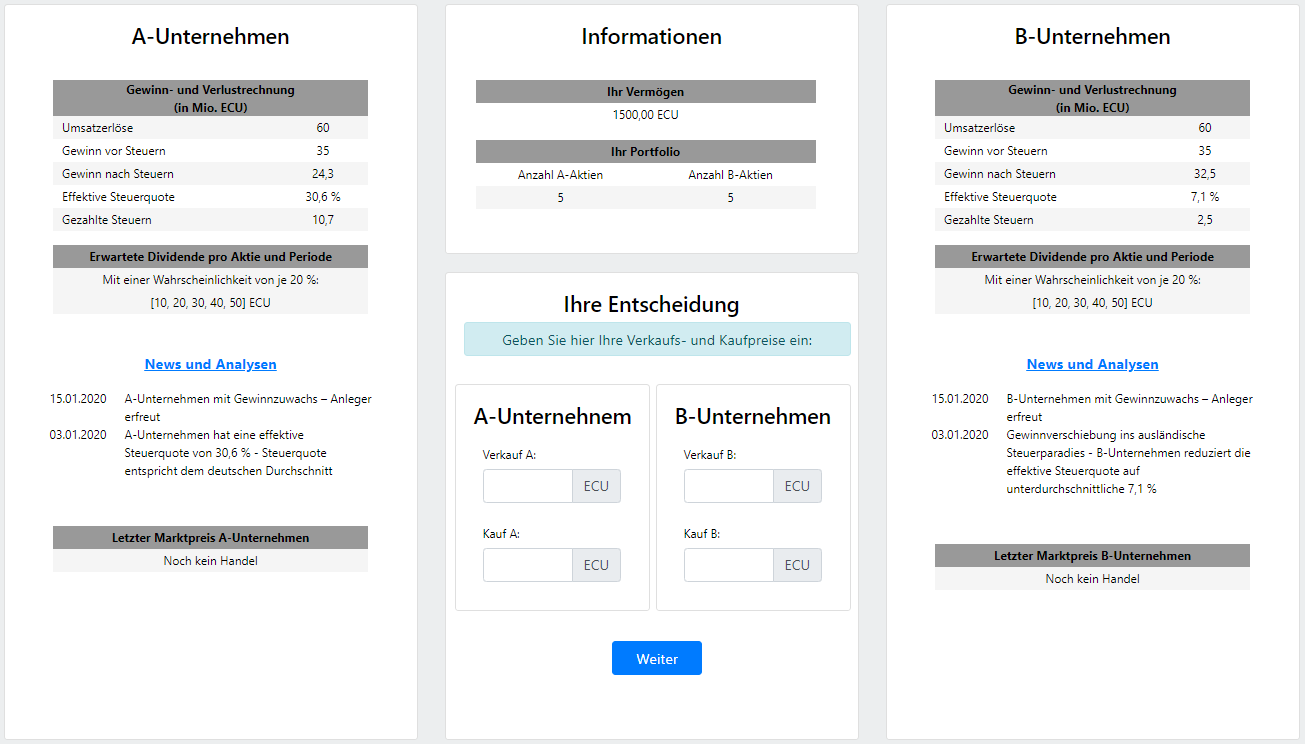 A-Unternehmen
Gewinn- und Verlustrechnung
(in Mio. ECU)
Umsatzerlöse 60
Gewinn vor Steuern 35
Gewinn nach Steuern 24,3
Effektive Steuerquote 30,6 %
Gezahlte Steuern 10,7
Erwartete Dividende pro Aktie und Periode
Mit einer Wahrscheinlichkeit von je 20 %:
[10, 20, 30, 40, 50] ECU
News und Analysen
15.01.2020 A-Unternehmen mit Gewinnzuwachs – Anleger
erfreut
03.01.2020 A-Unternehmen hat eine effektive
Steuerquote von 30,6 % - Steuerquote
entspricht dem deutschen Durchschnitt
Letzter Marktpreis A-Unternehmen
Noch kein Handel
Informationen
Ihr Vermögen
1500,00 ECU
Ihr Portfolio
Anzahl A-Aktien Anzahl B-Aktien
5 5
Ihre Entscheidung
Geben Sie hier Ihre Verkaufs- und Kaufpreise ein:
A-Unternehnem
Verkauf A:
ECU
Kauf A:
ECU
B-Unternehmen
Verkauf B:
ECU
Kauf B:
ECU
Weiter
B-Unternehmen
Gewinn- und Verlustrechnung
(in Mio. ECU)
Umsatzerlöse 60
Gewinn vor Steuern 35
Gewinn nach Steuern 32,5
Effektive Steuerquote 7,1 %
Gezahlte Steuern 2,5
Erwartete Dividende pro Aktie und Periode
Mit einer Wahrscheinlichkeit von je 20 %:
[10, 20, 30, 40, 50] ECU
News und Analysen
15.01.2020 B-Unternehmen mit Gewinnzuwachs – Anleger
erfreut
03.01.2020 Gewinnverschiebung ins ausländische
Steuerparadies - B-Unternehmen reduziert die
effektive Steuerquote auf
unterdurchschnittliche 7,1 %
Letzter Marktpreis B-Unternehmen
Noch kein Handel